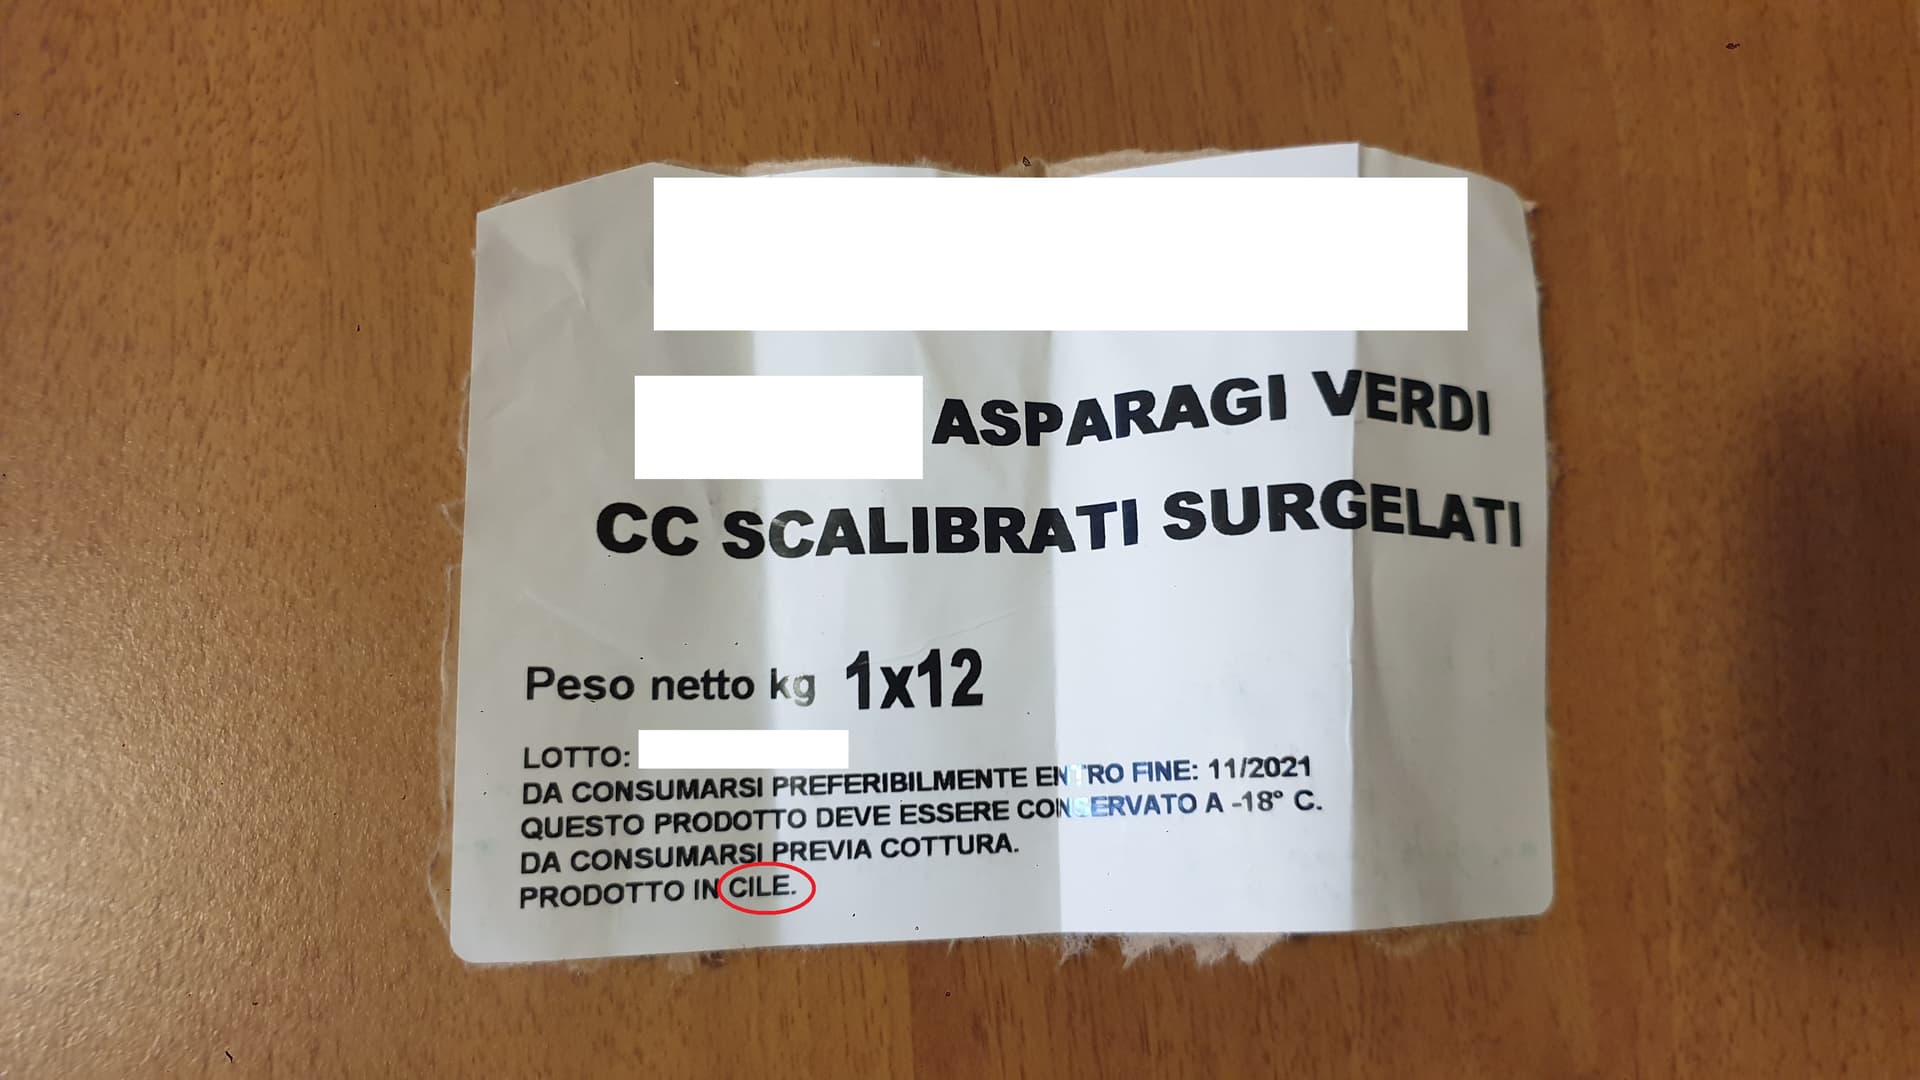 ASPARAGI VERDI
CC SCALIBRATI SURGELATI
Peso netto kg 1x12
LOTTO:
DA CONSUMARSI PREFERIBILMENTE ENTRO FINE: 11/2021
QUESTO PRODOTTO DEVE ESSERE CONSERVATO A -18° C.
DA CONSUMARSI PREVIA COTTURA.
PRODOTTO IN CILE.